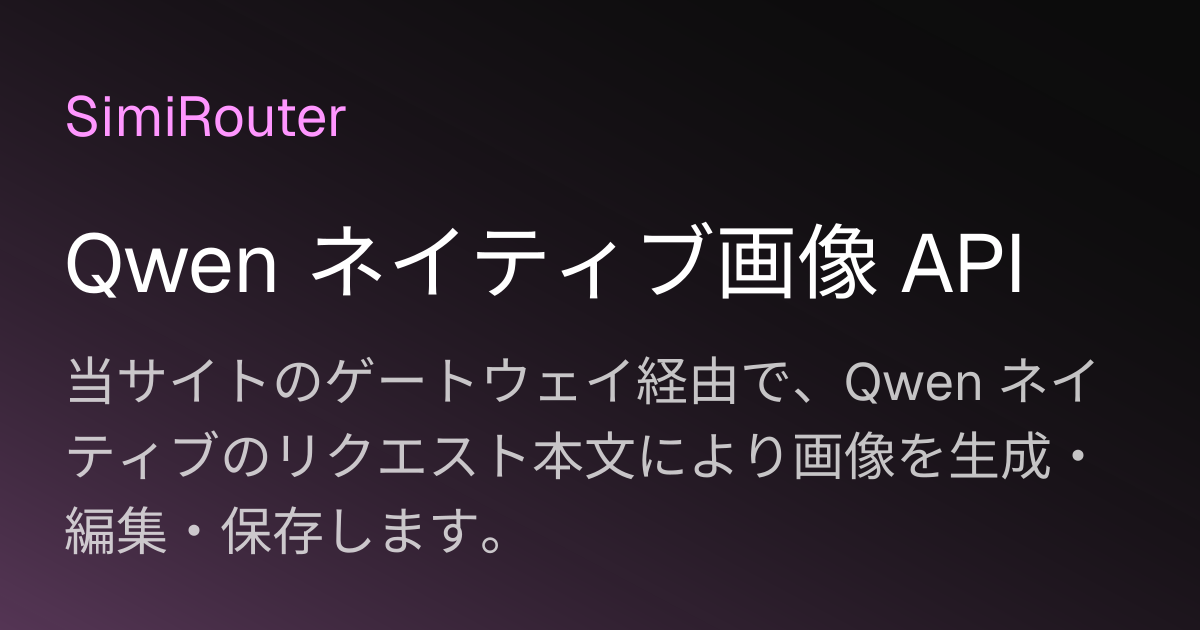 SimiRouter
Qwen ネイティブ画像 API
当サイトのゲートウェイ経由で、Qwen ネイ
ティブのリクエスト本文により画像を生成・
編集・保存します。